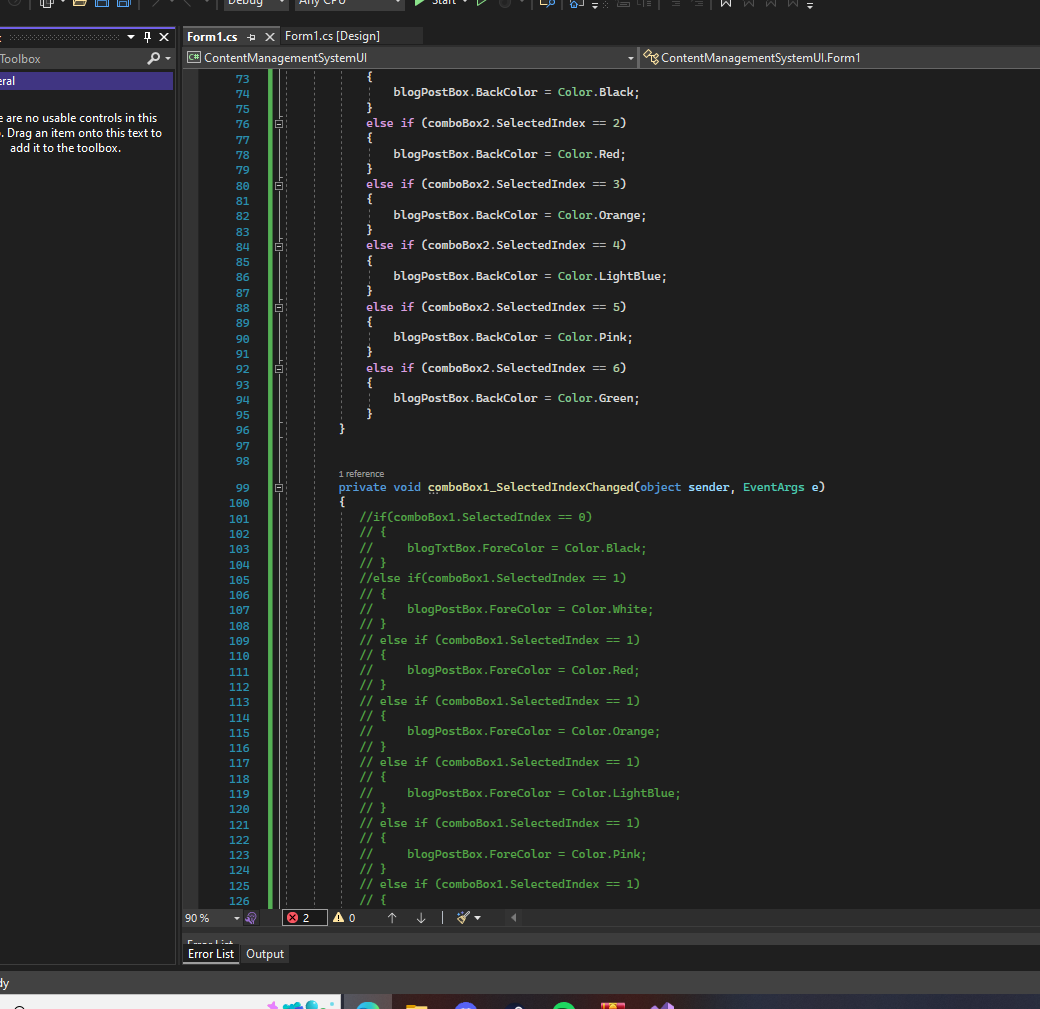 Debug
Any CPU
Start
Form1.cs
Form1.cs [Design]
Toolbox
C# ContentManagementSystemUI
ContentManagementSystemUI.Form1
eral
e are no usable controls in this
. Drag an item onto this text to
add it to the toolbox.
73 {
74 blogPostBox.BackColor = Color.Black;
75 }
76 else if (comboBox2.SelectedIndex == 2)
77 {
78 blogPostBox.BackColor = Color.Red;
79 }
80 else if (comboBox2.SelectedIndex == 3)
81 {
82 blogPostBox.BackColor = Color.Orange;
83 }
84 else if (comboBox2.SelectedIndex == 4)
85 {
86 blogPostBox.BackColor = Color.LightBlue;
87 }
88 else if (comboBox2.SelectedIndex == 5)
89 {
90 blogPostBox.BackColor = Color.Pink;
91 }
92 else if (comboBox2.SelectedIndex == 6)
93 {
94 blogPostBox.BackColor = Color.Green;
95 }
96 }
97
98
1 reference
99 private void comboBox1_SelectedIndexChanged(object sender, EventArgs e)
100 {
101 //if(comboBox1.SelectedIndex == 0)
102 // {
103 // blogTxtBox.ForeColor = Color.Black;
104 // }
105 //else if(comboBox1.SelectedIndex == 1)
106 // {
107 // blogPostBox.ForeColor = Color.White;
108 // }
109 // else if (comboBox1.SelectedIndex == 1)
110 // {
111 // blogPostBox.ForeColor = Color.Red;
112 // }
113 // else if (comboBox1.SelectedIndex == 1)
114 // {
115 // blogPostBox.ForeColor = Color.Orange;
116 // }
117 // else if (comboBox1.SelectedIndex == 1)
118 // {
119 // blogPostBox.ForeColor = Color.LightBlue;
120 // }
121 // else if (comboBox1.SelectedIndex == 1)
122 // {
123 // blogPostBox.ForeColor = Color.Pink;
124 // }
125 // else if (comboBox1.SelectedIndex == 1)
126 // {
90 %
2
0
Error List
Error List
Output
dy